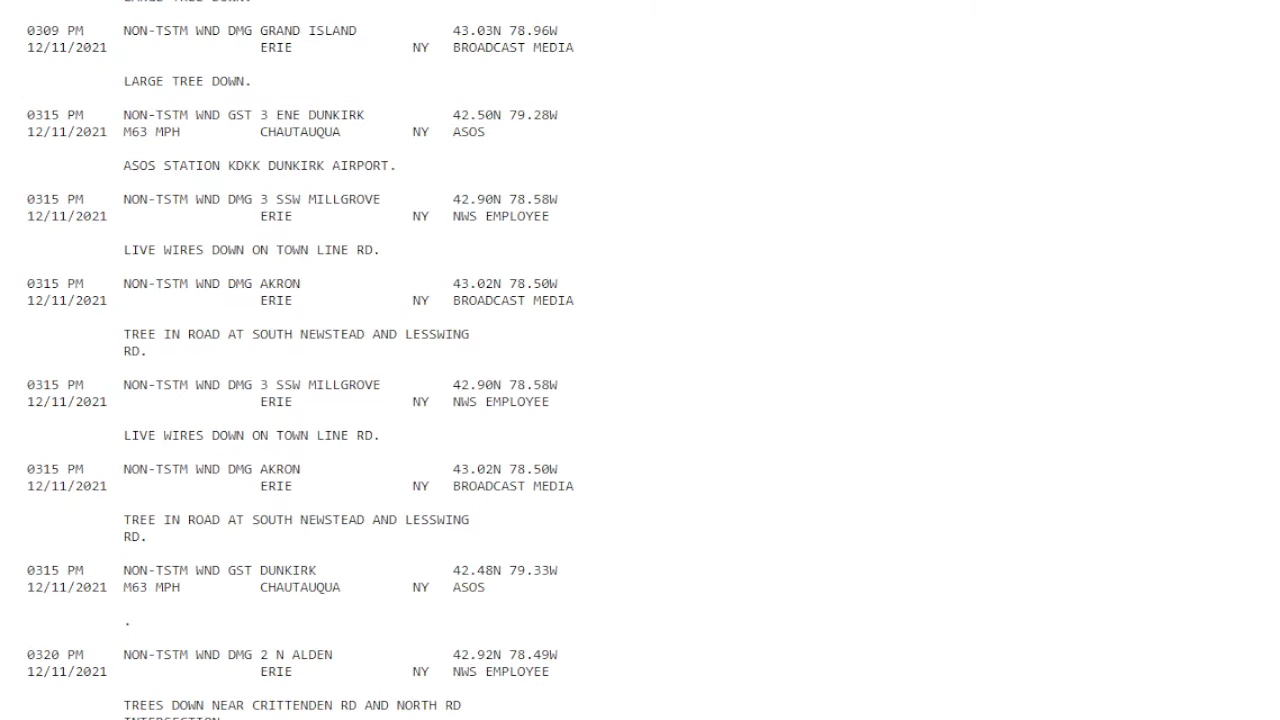 LARGE TREE DOWN.
0309 PM NON-TSTM WND DMG GRAND ISLAND 43.03N 78.96W
12/11/2021 ERIE NY BROADCAST MEDIA
LARGE TREE DOWN.
0315 PM NON-TSTM WND GST 3 ENE DUNKIRK 42.50N 79.28W
12/11/2021 M63 MPH CHAUTAUQUA NY ASOS
ASOS STATION KDKK DUNKIRK AIRPORT.
0315 PM NON-TSTM WND DMG 3 SSW MILLGROVE 42.90N 78.58W
12/11/2021 ERIE NY NWS EMPLOYEE
LIVE WIRES DOWN ON TOWN LINE RD.
0315 PM NON-TSTM WND DMG AKRON 43.02N 78.50W
12/11/2021 ERIE NY BROADCAST MEDIA
TREE IN ROAD AT SOUTH NEWSTEAD AND LESSWING
RD.
0315 PM NON-TSTM WND DMG 3 SSW MILLGROVE 42.90N 78.58W
12/11/2021 ERIE NY NWS EMPLOYEE
LIVE WIRES DOWN ON TOWN LINE RD.
0315 PM NON-TSTM WND DMG AKRON 43.02N 78.50W
12/11/2021 ERIE NY BROADCAST MEDIA
TREE IN ROAD AT SOUTH NEWSTEAD AND LESSWING
RD.
0315 PM NON-TSTM WND GST DUNKIRK 42.48N 79.33W
12/11/2021 M63 MPH CHAUTAUQUA NY ASOS
.
0320 PM NON-TSTM WND DMG 2 N ALDEN 42.92N 78.49W
12/11/2021 ERIE NY NWS EMPLOYEE
TREES DOWN NEAR CRITTENDEN RD AND NORTH RD
INTERSECTION